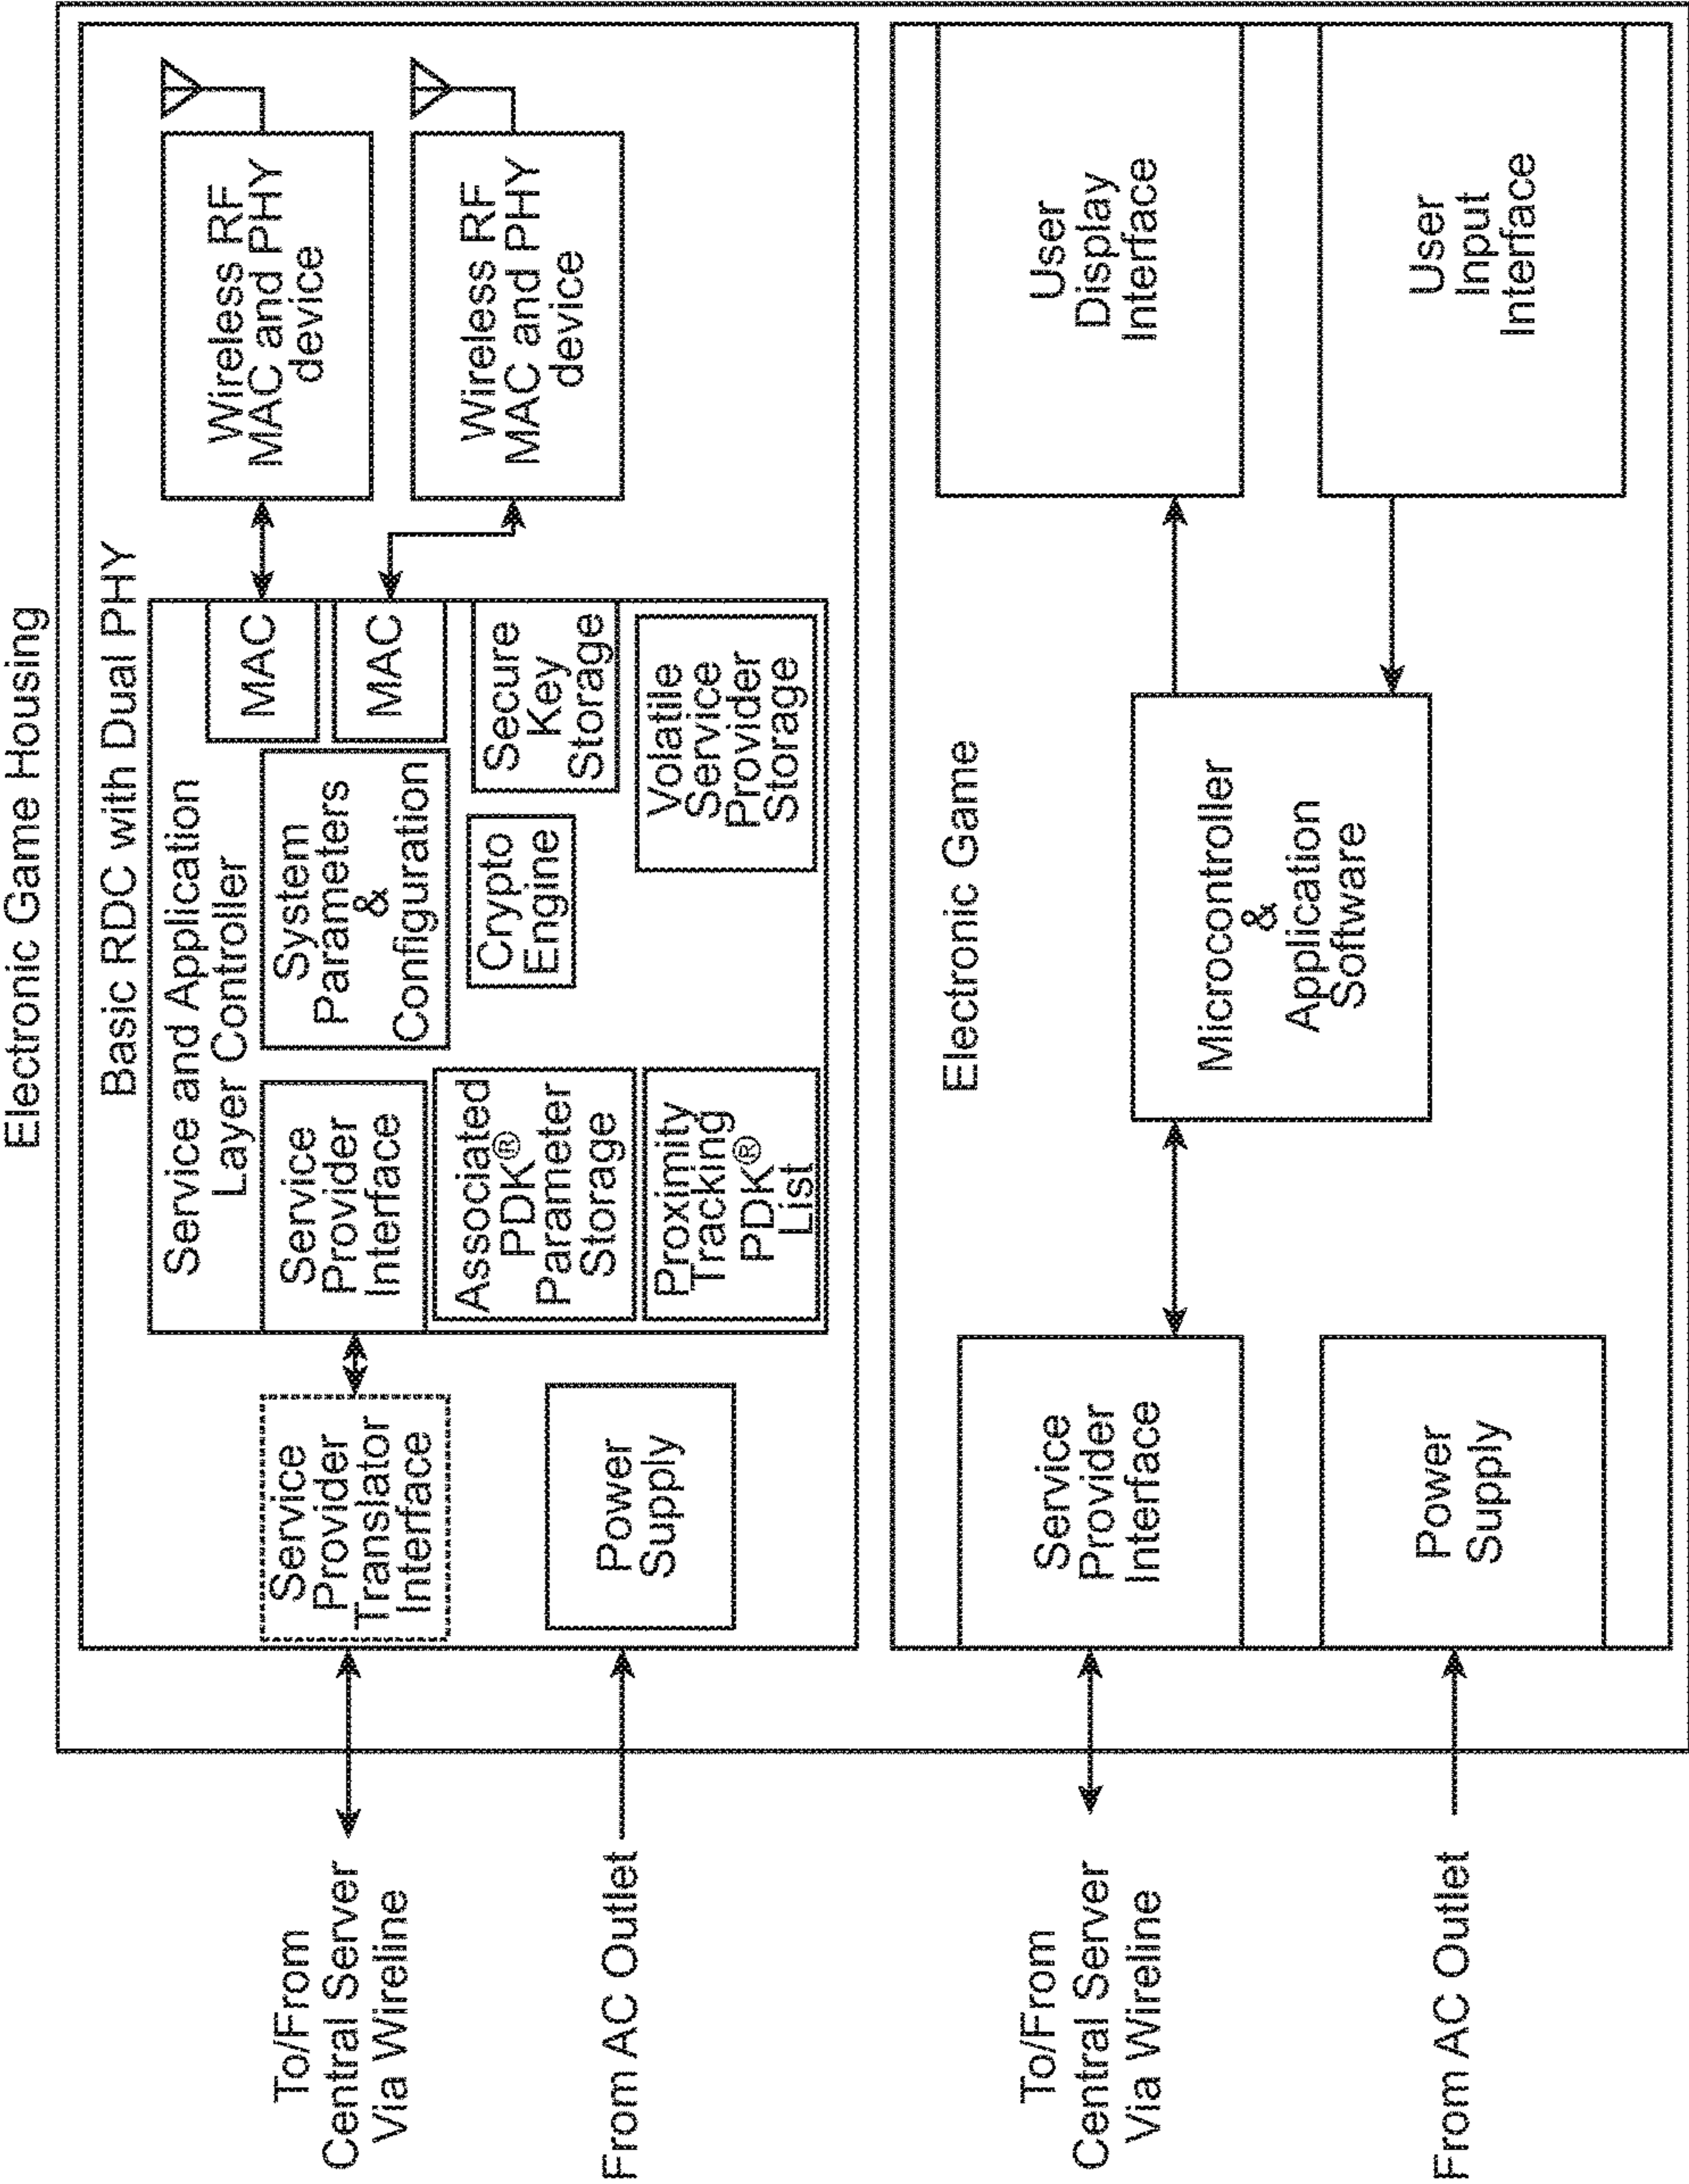 Electronic Game Housing
Basic RDC with Dual PHY
Service and Application
Layer Controller
To/From
Central Server
Via Wireline
Service
Provider
Translator
Interface
Service
Provider
Interface
System
Parameters
&
Configuration
MAC
MAC
Wireless RF
MAC and PHY
device
Wireless RF
MAC and PHY
device
From AC Outlet
Power
Supply
Associated
PDK®
Parameter
Storage
Crypto
Engine
Secure
Key
Storage
Proximity
Tracking
PDK®
List
Volatile
Service
Provider
Storage
Electronic Game
To/From
Central Server
Via Wireline
Service
Provider
Interface
Microcontroller
&
Application
Software
User
Display
Interface
From AC Outlet
Power
Supply
User
Input
Interface